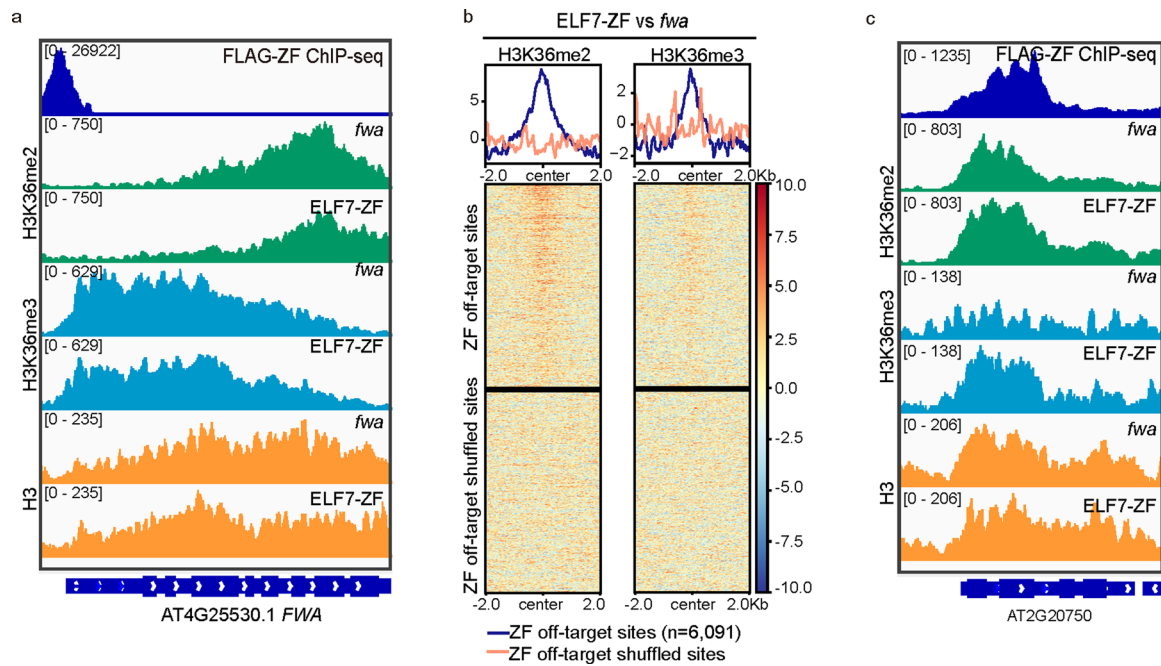 a
[0 - 26922]
FLAG-ZF ChIP-seq
H3K36me2
[0 - 750]
fwa
[0 - 750]
ELF7-ZF
H3K36me3
[0 - 629]
fwa
[0 - 629]
ELF7-ZF
H3
[0 - 235]
fwa
[0 - 235]
ELF7-ZF
AT4G25530.1 FWA
b
ELF7-ZF vs fwa
H3K36me2
H3K36me3
5
0
2
0
-2
-2.0 center 2.0
-2.0 center 2.0Kb
ZF off-target sites
ZF off-target shuffled sites
10.0
7.5
5.0
2.5
0.0
-2.5
-5.0
-7.5
-10.0
-2.0 center 2.0
-2.0 center 2.0Kb
ZF off-target sites (n=6,091)
ZF off-target shuffled sites
c
[0 - 1235]
FLAG-ZF ChIP-seq
H3K36me2
[0 - 803]
fwa
[0 - 803]
ELF7-ZF
H3K36me3
[0 - 138]
fwa
[0 - 138]
ELF7-ZF
H3
[0 - 206]
fwa
[0 - 206]
ELF7-ZF
AT2G20750